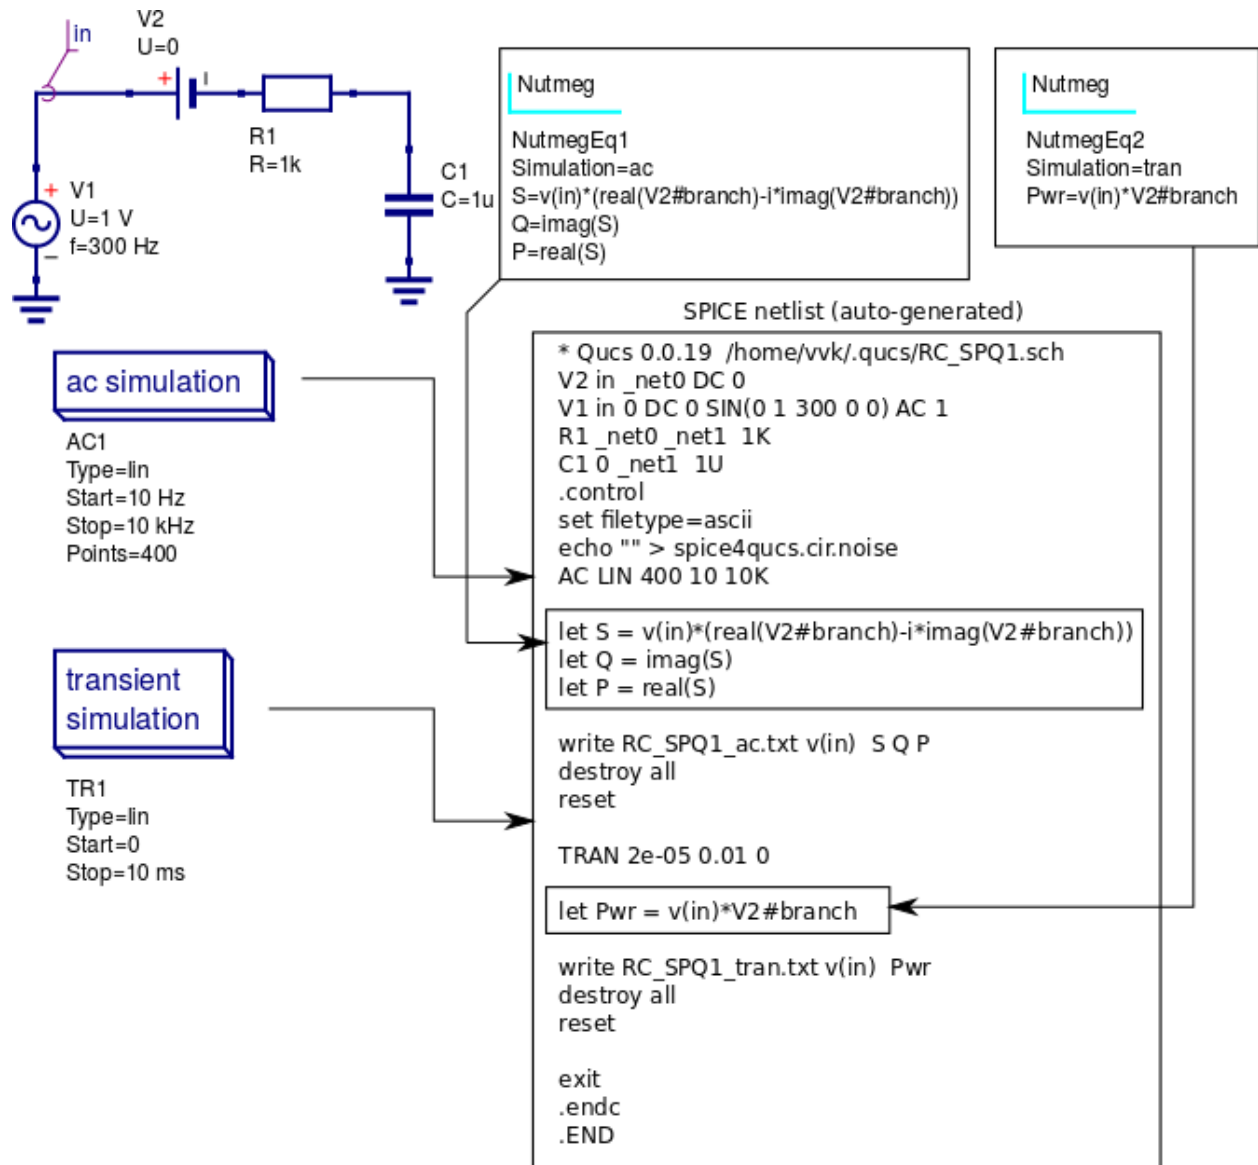 in
V2
U=0
+
I
R1
R=1k
C1
C=1u
+
V1
U=1 V
f=300 Hz
−
Nutmeg
NutmegEq1
Simulation=ac
S=v(in)*(real(V2#branch)-i*imag(V2#branch))
Q=imag(S)
P=real(S)
Nutmeg
NutmegEq2
Simulation=tran
Pwr=v(in)*V2#branch
ac simulation
AC1
Type=lin
Start=10 Hz
Stop=10 kHz
Points=400
transient
simulation
TR1
Type=lin
Start=0
Stop=10 ms
SPICE netlist (auto-generated)
* Qucs 0.0.19 /home/vvk/.qucs/RC_SPQ1.sch
V2 in _net0 DC 0
V1 in 0 DC 0 SIN(0 1 300 0 0) AC 1
R1 _net0 _net1 1K
C1 0 _net1 1U
.control
set filetype=ascii
echo "" > spice4qucs.cir.noise
AC LIN 400 10 10K
let S = v(in)*(real(V2#branch)-i*imag(V2#branch))
let Q = imag(S)
let P = real(S)
write RC_SPQ1_ac.txt v(in) S Q P
destroy all
reset
TRAN 2e-05 0.01 0
let Pwr = v(in)*V2#branch
write RC_SPQ1_tran.txt v(in) Pwr
destroy all
reset
exit
.endc
.END